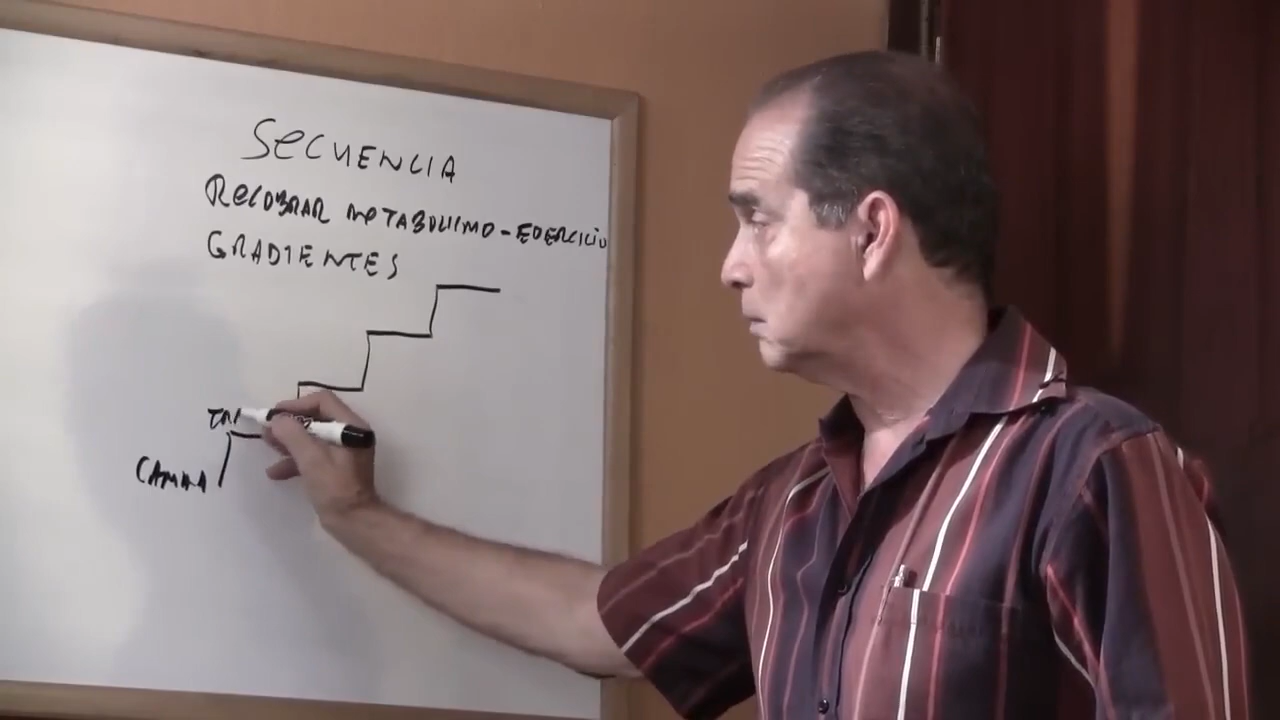 SECUENCIA
RECOBRAR METABOLISMO - EJERCICIO
GRADIENTES
CAMINA